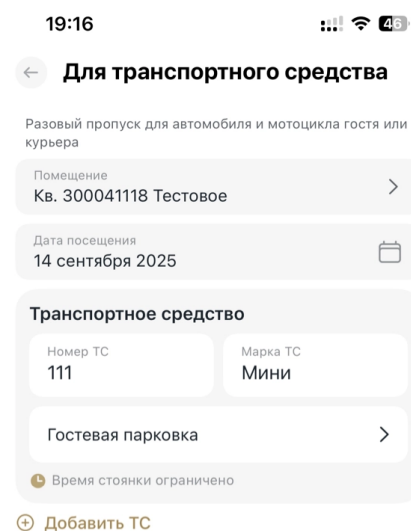 19:16
46
Для транспортного средства
Разовый пропуск для автомобиля и мотоцикла гостя или
курьера
Помещение
Кв. 300041118 Тестовое
Дата посещения
14 сентября 2025
Транспортное средство
Номер ТС
Марка ТС
111
Мини
Гостевая парковка
Время стоянки ограничено
Добавить ТС